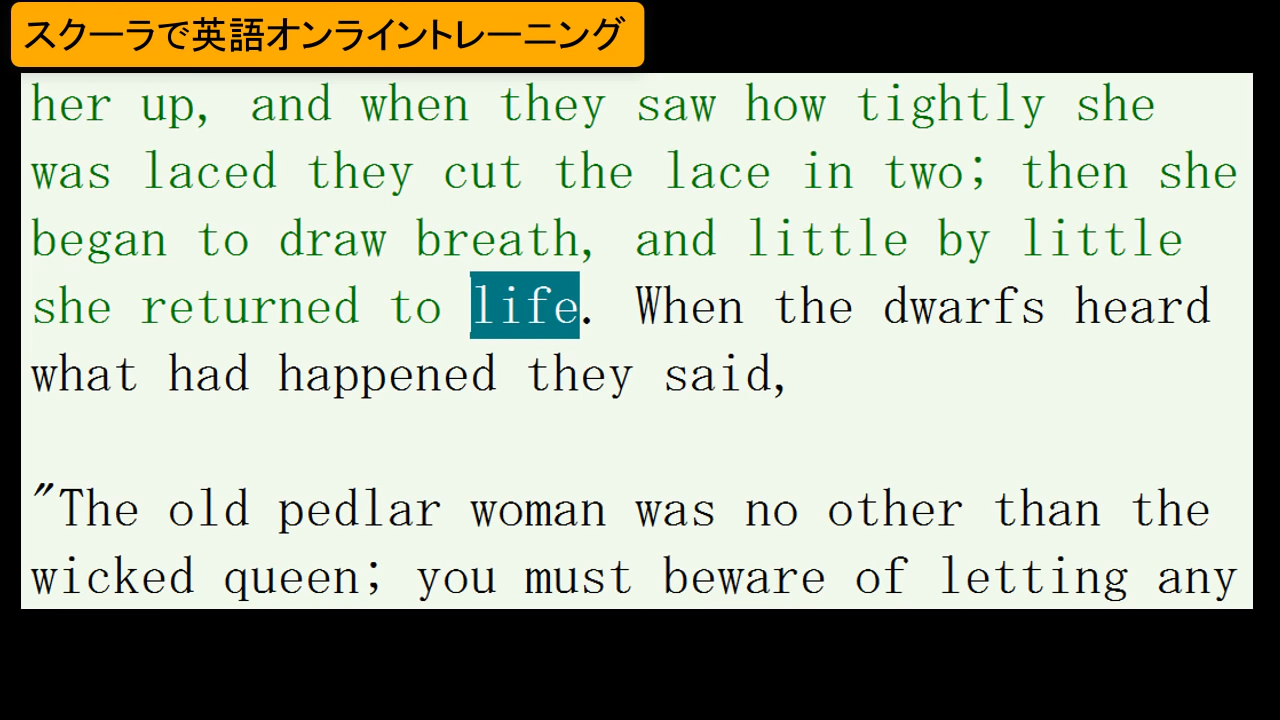 スクーラで英語オンライントレーニング
her up, and when they saw how tightly she
was laced they cut the lace in two; then she
began to draw breath, and little by little
she returned to life. When the dwarfs heard
what had happened they said,
"The old pedlar woman was no other than the
wicked queen; you must beware of letting any